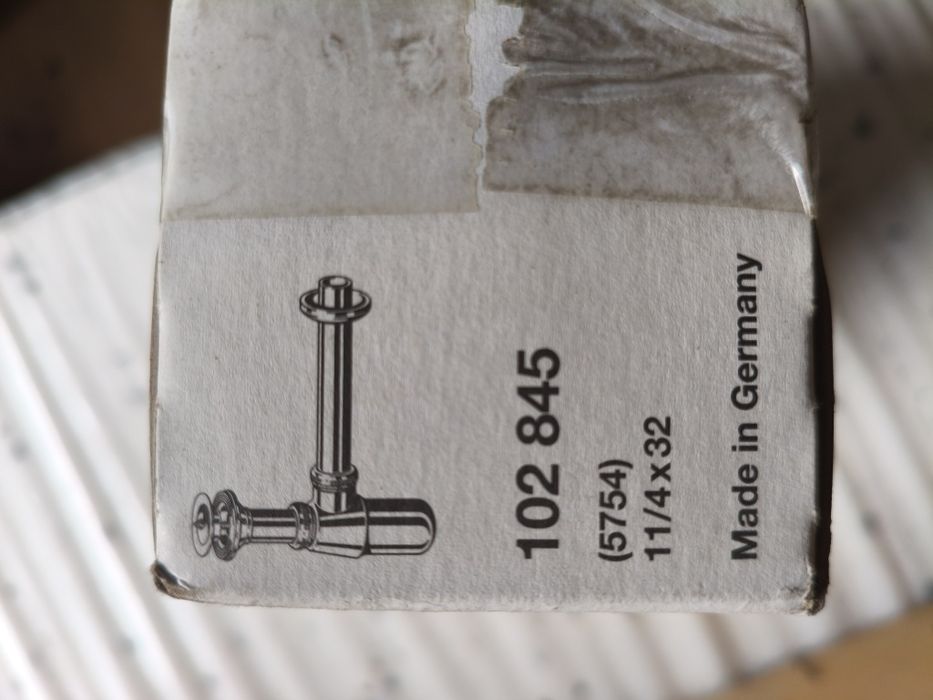 102 845
(5754)
11/4 x 32
Made in Germany